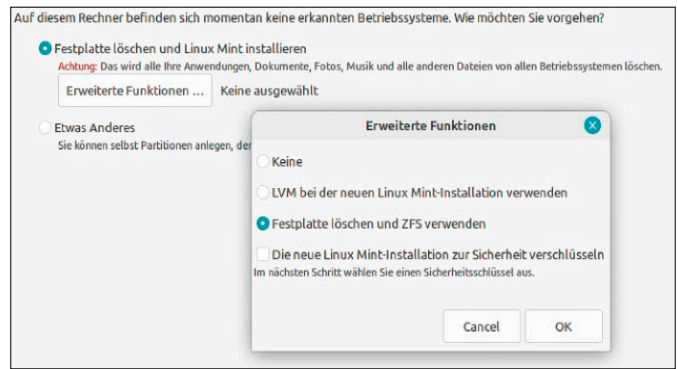 Auf diesem Rechner befinden sich momentan keine erkannten Betriebssysteme. Wie möchten Sie vorgehen?
Festplatte löschen und Linux Mint installieren
Achtung: Das wird alle Ihre Anwendungen, Dokumente, Fotos, Musik und alle anderen Dateien von allen Betriebssystemen löschen.
Erweiterte Funktionen ... Keine ausgewählt
Etwas Anderes
Sie können selbst Partitionen anlegen, der
Erweiterte Funktionen
Keine
LVM bei der neuen Linux Mint-Installation verwenden
Festplatte löschen und ZFS verwenden
Die neue Linux Mint-Installation zur Sicherheit verschlüsseln
Im nächsten Schritt wählen Sie einen Sicherheitsschlüssel aus.
Cancel OK